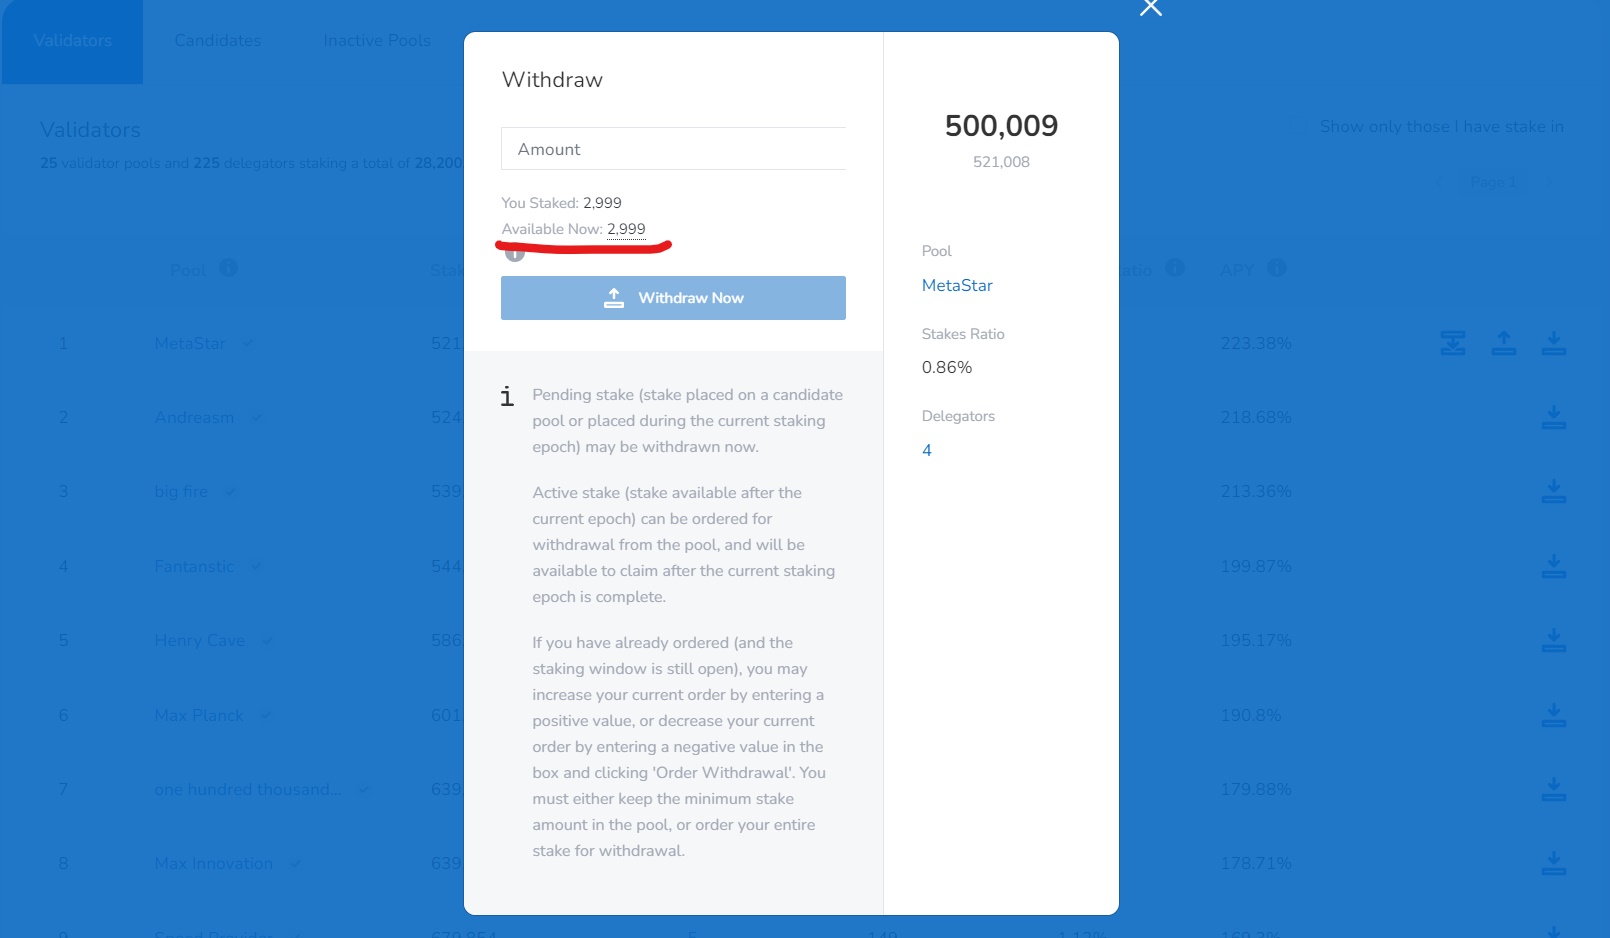 Validators
Candidates
Inactive Pools
Validators
25 validator pools and 225 delegators staking a total of 28,200
Show only those I have stake in
Page 1
Pool
APY
1 MetaStar 223.38%
2 Andreasm 218.68%
3 big fire 213.36%
4 Fantanstic 199.87%
5 Henry Cave 195.17%
6 Max Planck 190.8%
7 one hundred thousand... 179.88%
8 Max Innovation 178.71%
Withdraw
Amount
You Staked: 2,999
Available Now: 2,999
Withdraw Now
Pending stake (stake placed on a candidate
pool or placed during the current staking
epoch) may be withdrawn now.
Active stake (stake available after the
current epoch) can be ordered for
withdrawal from the pool, and will be
available to claim after the current staking
epoch is complete.
If you have already ordered (and the
staking window is still open), you may
increase your current order by entering a
positive value, or decrease your current
order by entering a negative value in the
box and clicking 'Order Withdrawal'. You
must either keep the minimum stake
amount in the pool, or order your entire
stake for withdrawal.
500,009
521,008
Pool
MetaStar
Stakes Ratio
0.86%
Delegators
4